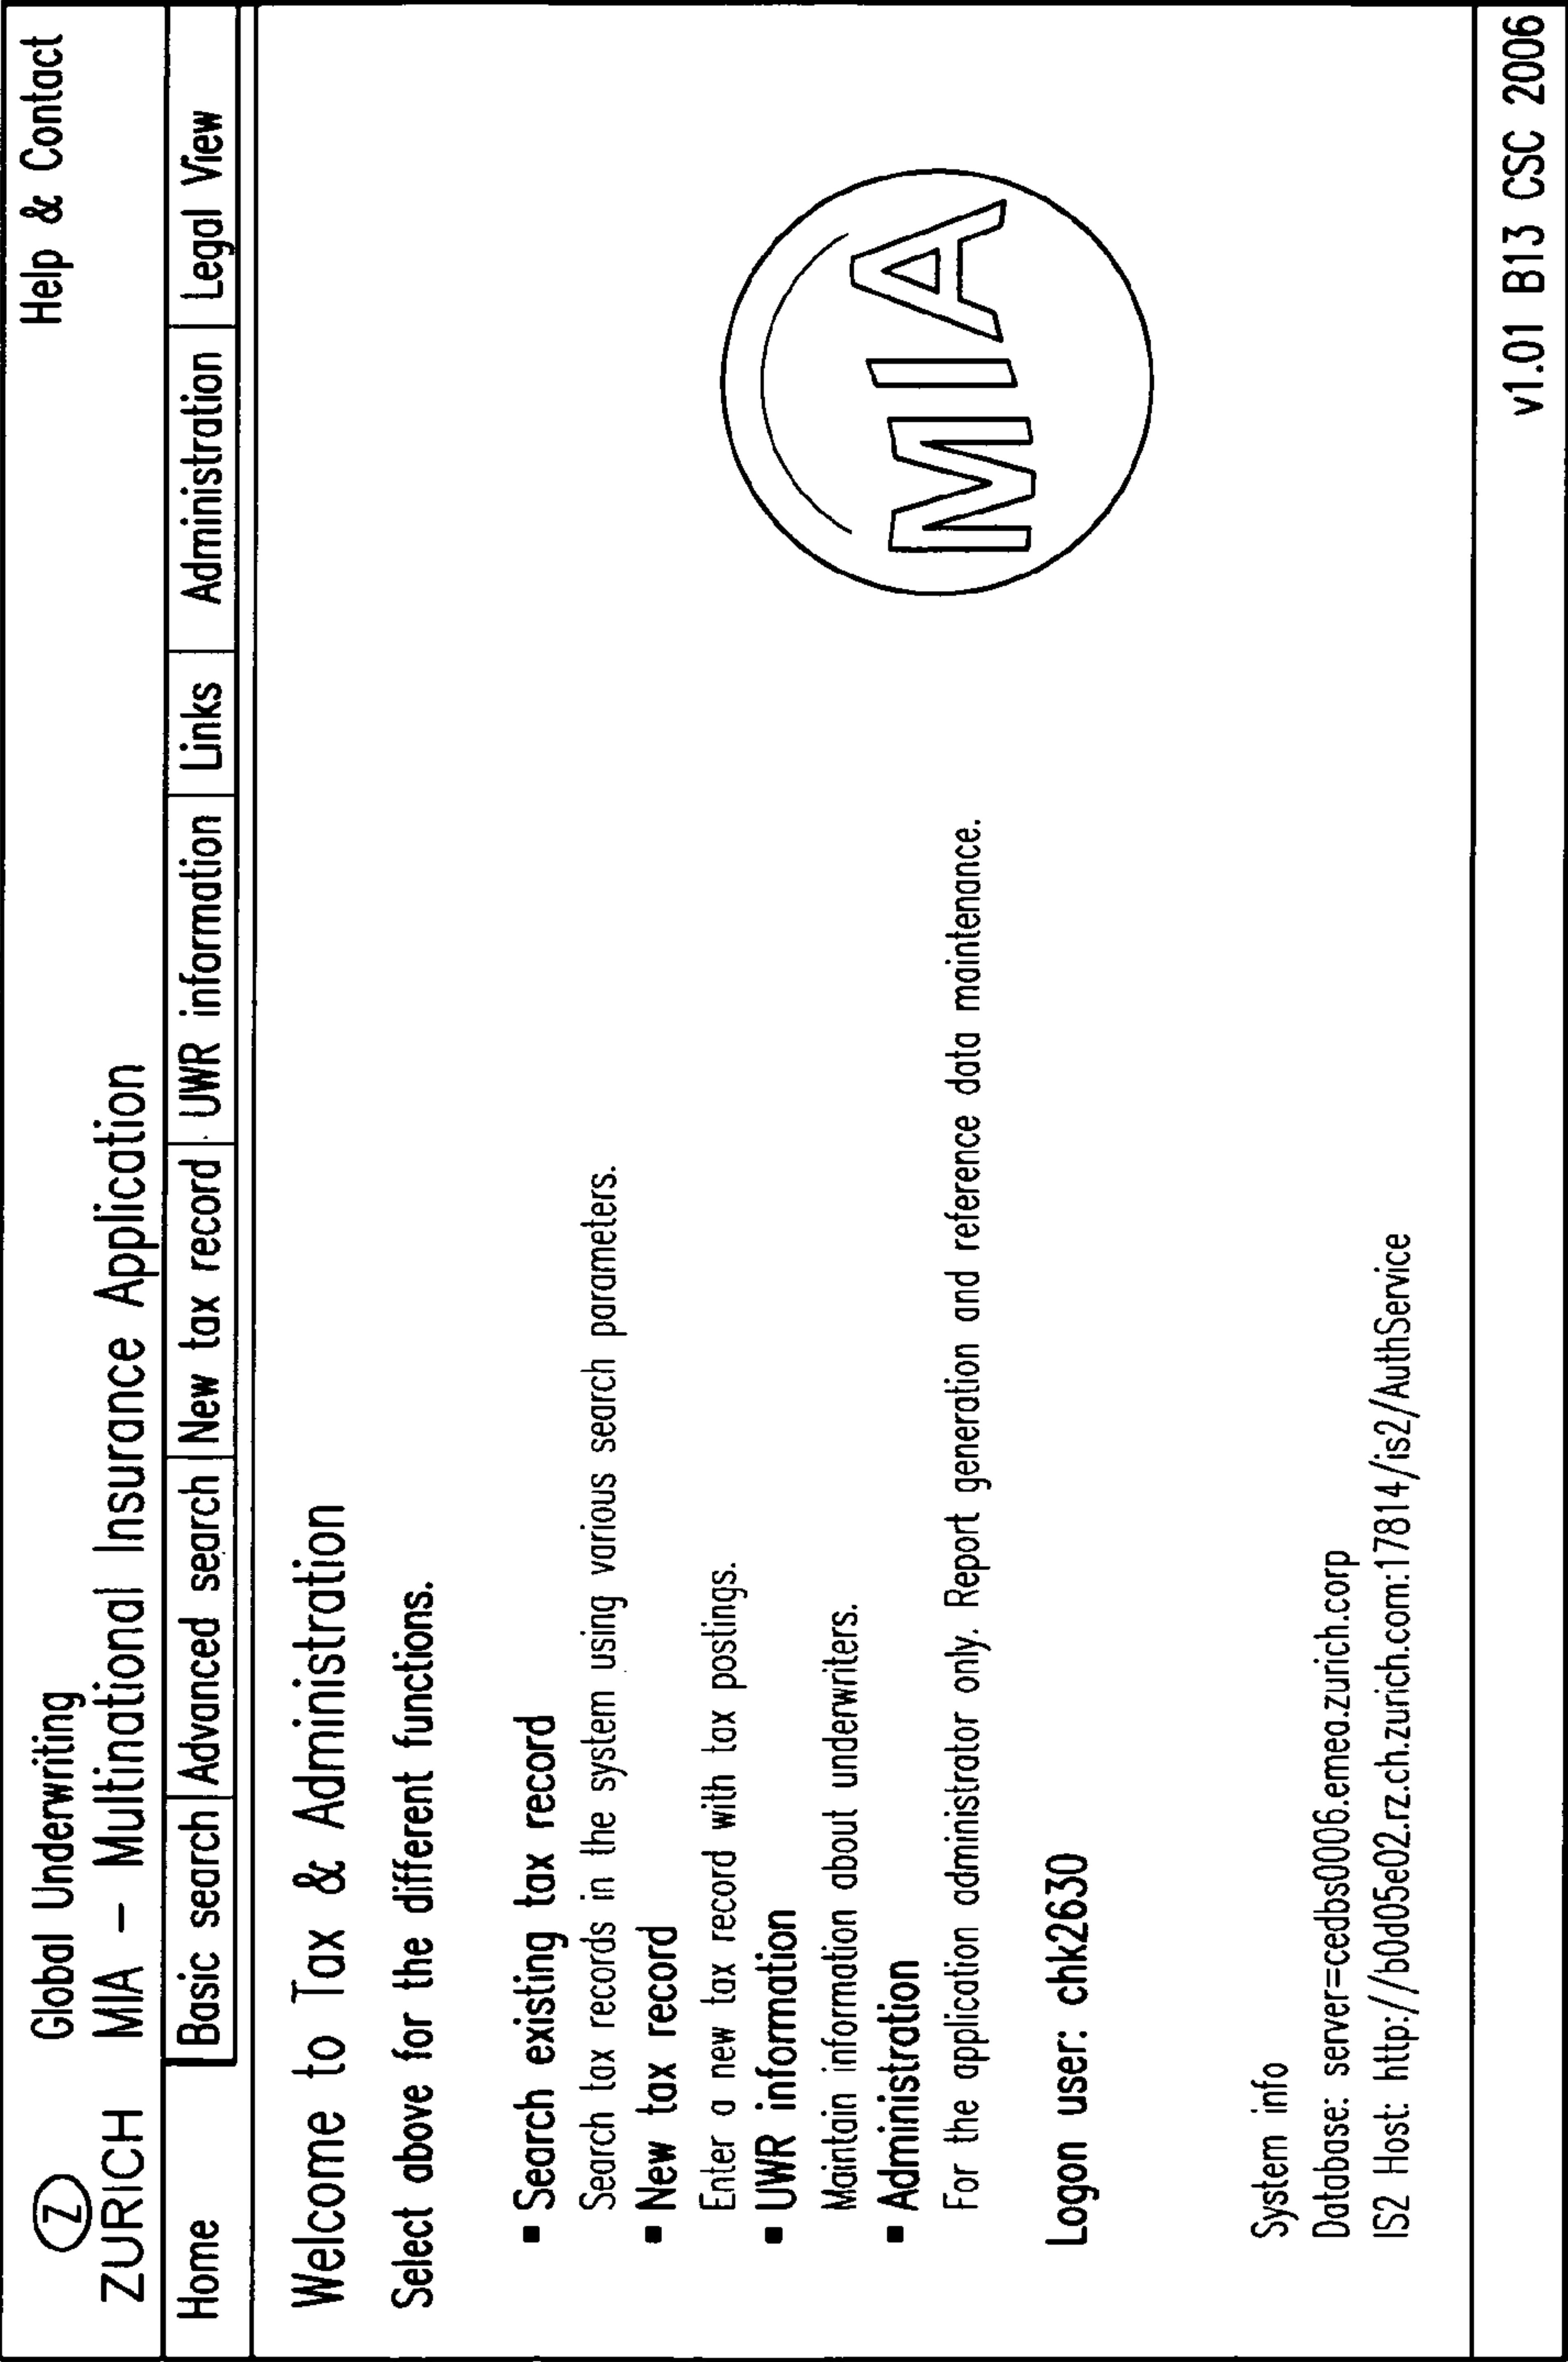 Z Global Underwriting Help & Contact
ZURICH MIA - Multinational Insurance Application
Home Basic search Advanced search New tax record UWR information Links Administration Legal View
Welcome to Tax & Administration
Select above for the different functions.
▪ Search existing tax record
Search tax records in the system using various search parameters.
▪ New tax record
Enter a new tax record with tax postings.
▪ UWR information
Maintain information about underwriters.
▪ Administration
For the application administrator only. Report generation and reference data maintenance.
MIA
Logon user: chk2630
System info
Database: server=cedbs0006.emea.zurich.corp
IS2 Host: http://b0d05e02.rz.ch.zurich.com:17814/is2/AuthService
v1.01 B13 CSC 2006